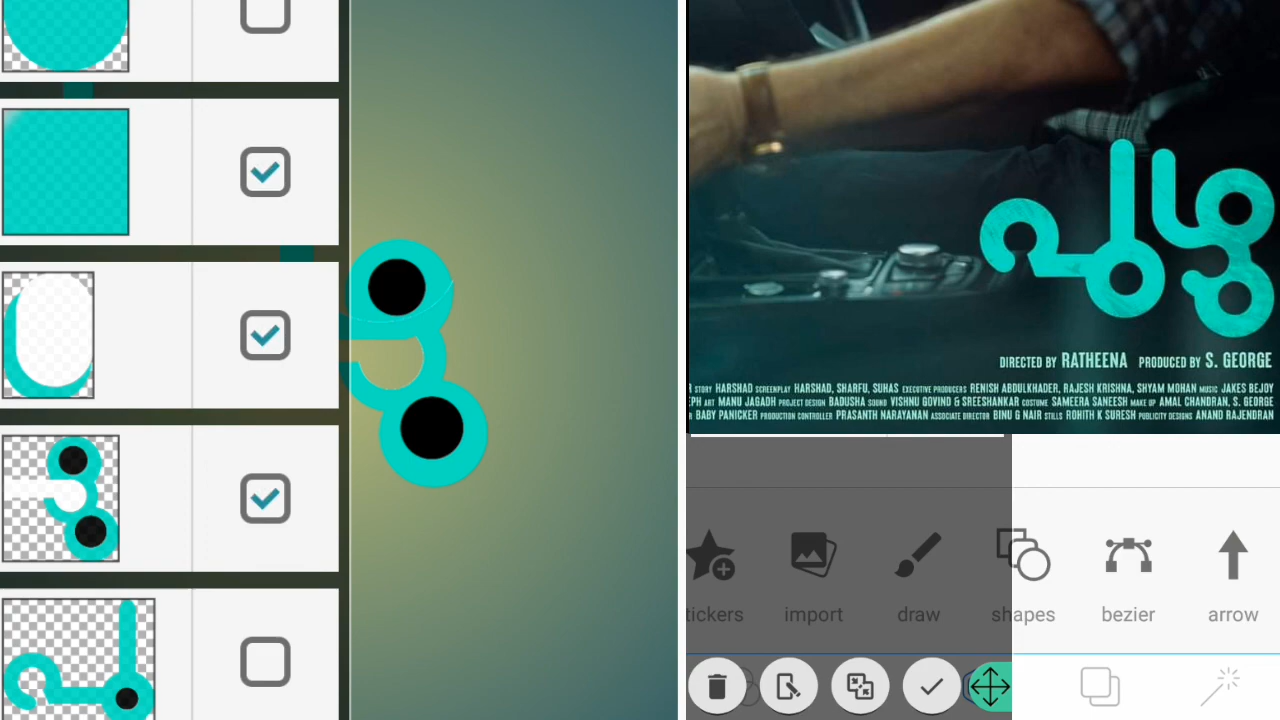 പുഴു
DIRECTED BY RATHEENA PRODUCED BY S. GEORGE
STORY HARSHAD SCREENPLAY HARSHAD, SHARFU, SUHAS EXECUTIVE PRODUCERS RENISH ABDULKHADER, RAJESH KRISHNA, SHYAM MOHAN MUSIC JAKES BEJOY
ART MANU JAGADH PROJECT DESIGN BADUSHA SOUND VISHNU GOVIND & SREESHANKAR COSTUME SAMEERA SANEESH MAKE UP AMAL CHANDRAN, S. GEORGE
BABY PANICKER PRODUCTION CONTROLLER PRASANTH NARAYANAN ASSOCIATE DIRECTOR BINU G NAIR STILLS ROHITH K SURESH PUBLICITY DESIGNS ANAND RAJENDRAN
tickers import draw shapes bezier arrow